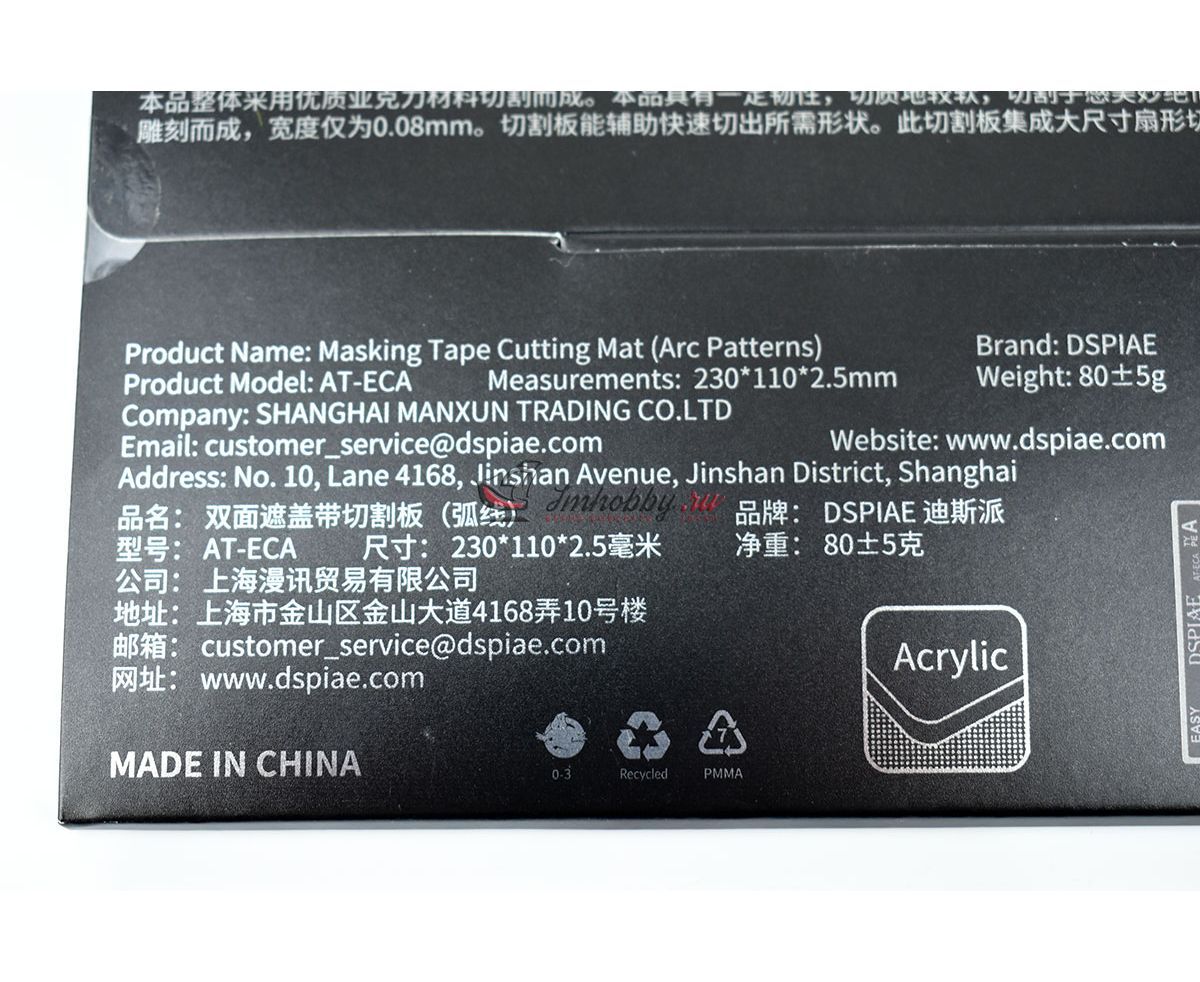 本品整体采用优质亚克力材料切割而成。本品具有一定韧性，切质地较软，切割手感美妙绝
雕刻而成，宽度仅为0.08mm。切割板能辅助快速切出所需形状。此切割板集成大尺寸扇形切
Product Name: Masking Tape Cutting Mat (Arc Patterns) Brand: DSPIAE
Product Model: AT-ECA Measurements: 230*110*2.5mm Weight: 80±5g
Company: SHANGHAI MANXUN TRADING CO.LTD
Email: customer_service@dspiae.com Website: www.dspiae.com
Address: No. 10, Lane 4168, Jinshan Avenue, Jinshan District, Shanghai
Jmhobby.ru
品名： 双面遮盖带切割板（弧线） 品牌： DSPIAE 迪斯派
型号： AT-ECA 尺寸： 230*110*2.5毫米 净重： 80±5克
公司： 上海漫讯贸易有限公司
地址： 上海市金山区金山大道4168弄10号楼
邮箱： customer_service@dspiae.com
网址： www.dspiae.com
Acrylic
MADE IN CHINA
0-3 Recycled 7 PMMA
EASY DSPIAE